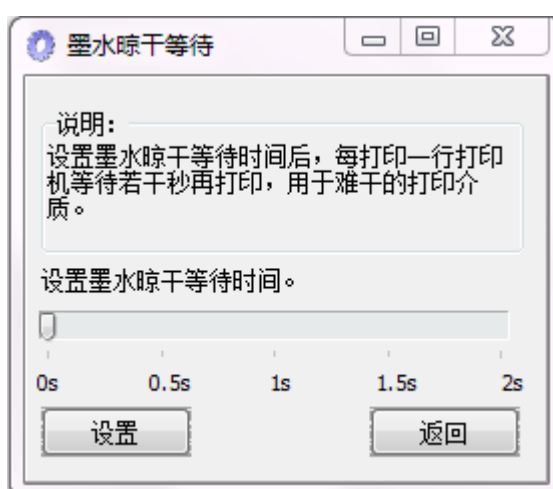 墨水晾干等待
说明:
设置墨水晾干等待时间后，每打印一行打印
机等待若干秒再打印，用于难干的打印介
质。
设置墨水晾干等待时间。
0s 0.5s 1s 1.5s 2s
设置 返回